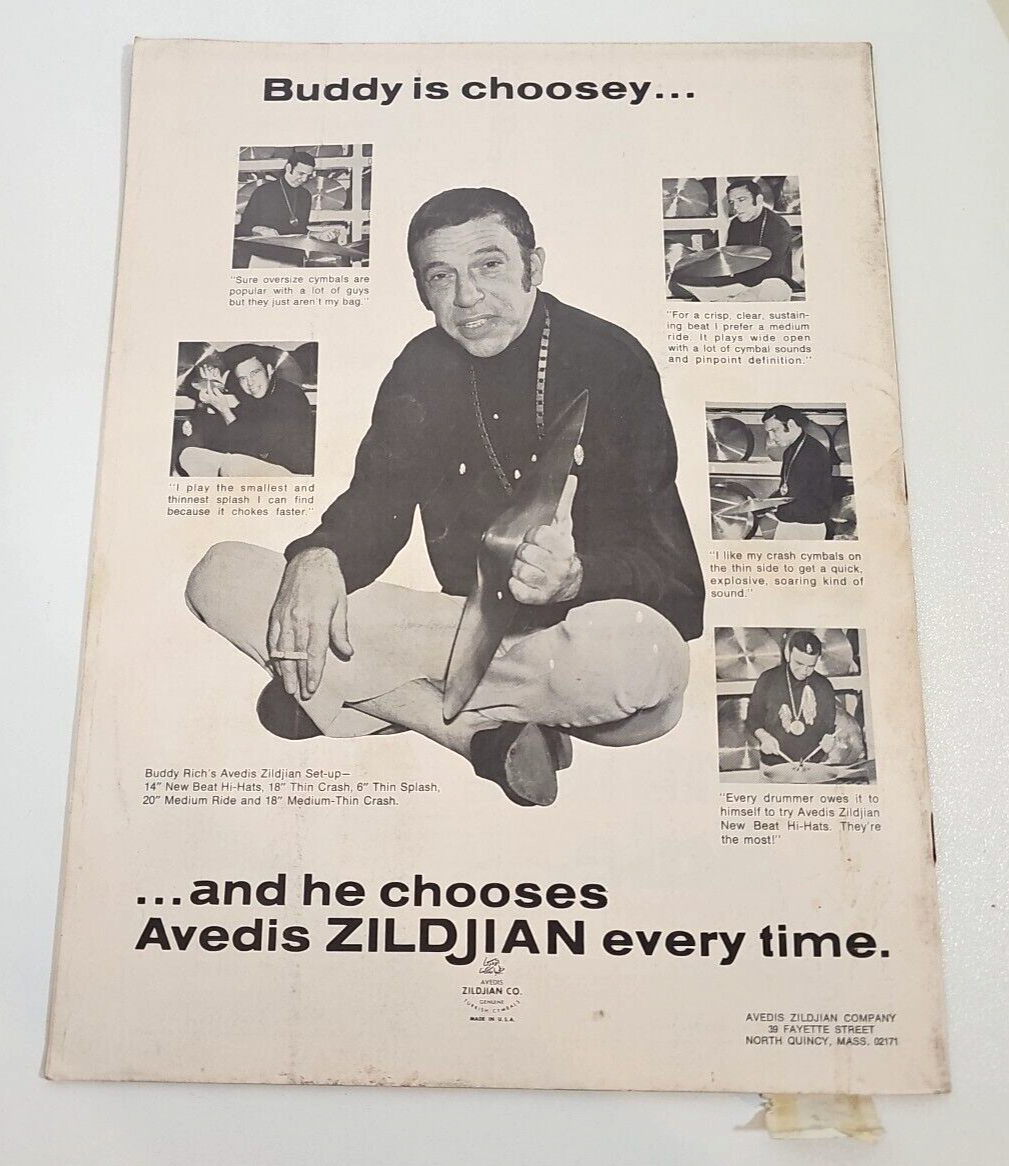 Buddy is choosey...
"Sure oversize cymbals are
popular with a lot of guys
but they just aren't my bag."
"For a crisp, clear, sustain-
ing beat I prefer a medium
ride. It plays wide open
with a lot of cymbal sounds
and pinpoint definition."
"I play the smallest and
thinnest splash I can find
because it chokes faster."
"I like my crash cymbals on
the thin side to get a quick,
explosive, soaring kind of
sound."
Buddy Rich's Avedis Zildjian Set-up—
14" New Beat Hi-Hats, 18" Thin Crash, 6" Thin Splash,
20" Medium Ride and 18" Medium-Thin Crash.
"Every drummer owes it to
himself to try Avedis Zildjian
New Beat Hi-Hats. They're
the most!"
...and he chooses
Avedis ZILDJIAN every time.
AVEDIS
ZILDJIAN CO.
GENUINE
TURKISH CYMBALS
MADE IN U.S.A.
AVEDIS ZILDJIAN COMPANY
39 FAYETTE STREET
NORTH QUINCY, MASS. 02171